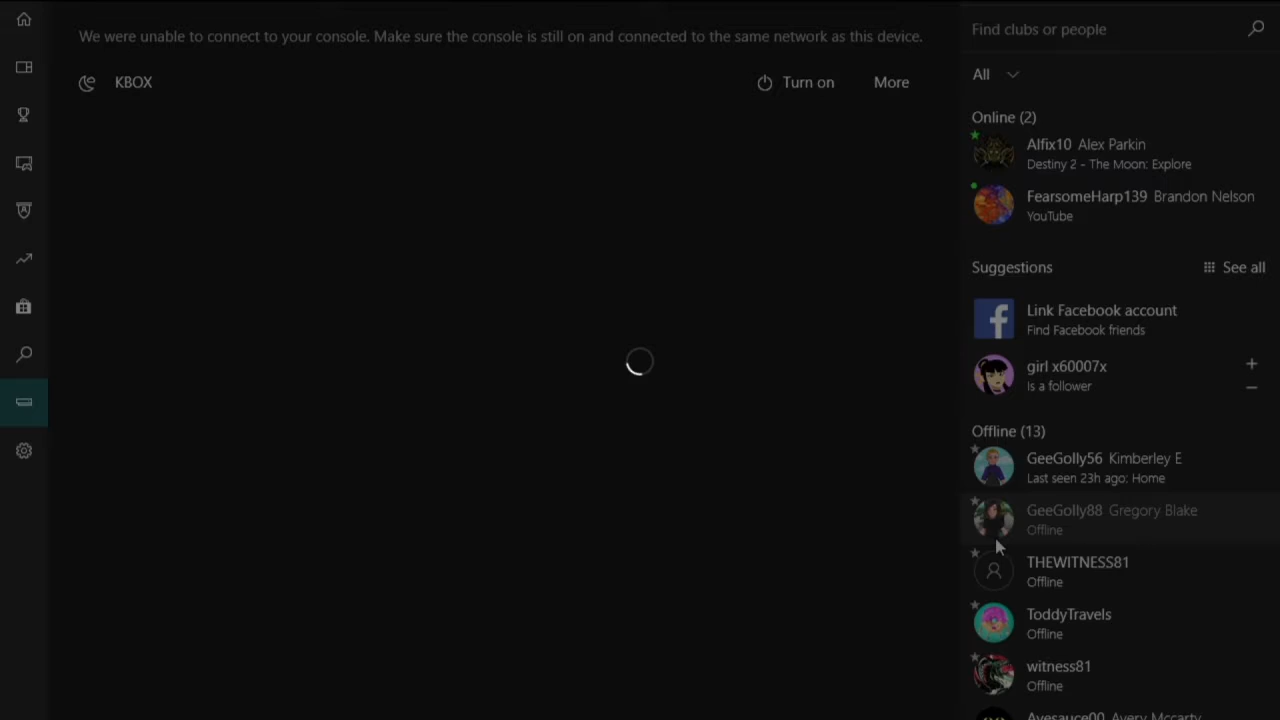 We were unable to connect to your console. Make sure the console is still on and connected to the same network as this device.
KBOX
Turn on
More
Find clubs or people
All
Online (2)
Alfix10 Alex Parkin
Destiny 2 - The Moon: Explore
FearsomeHarp139 Brandon Nelson
YouTube
Suggestions
See all
Link Facebook account
Find Facebook friends
girl x60007x
Is a follower
Offline (13)
GeeGolly56 Kimberley E
Last seen 23h ago: Home
GeeGolly88 Gregory Blake
Offline
THEWITNESS81
Offline
ToddyTravels
Offline
witness81
Offline
Avesauce00 Avery Mccarty